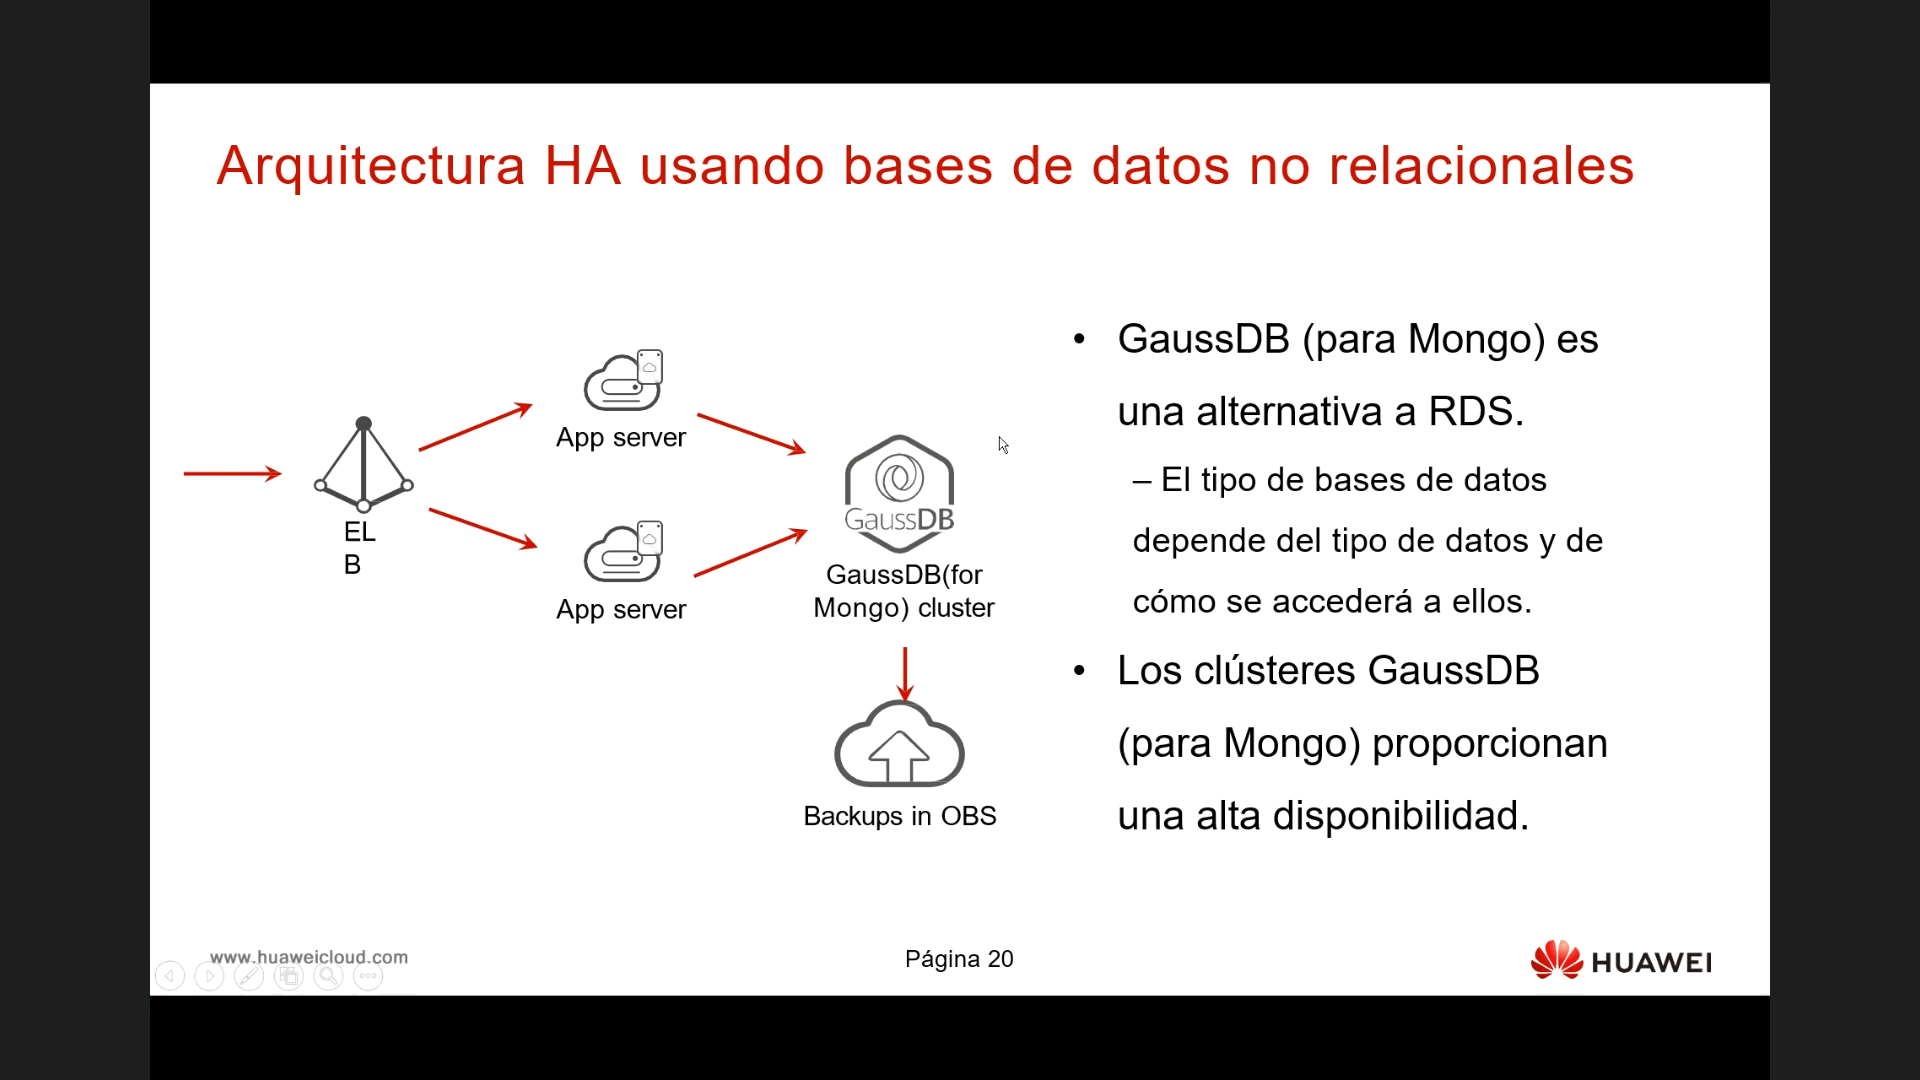 Arquitectura HA usando bases de datos no relacionales
App server
EL
B
App server
GaussDB
GaussDB(for
Mongo) cluster
Backups in OBS
• GaussDB (para Mongo) es
una alternativa a RDS.
– El tipo de bases de datos
depende del tipo de datos y de
cómo se accederá a ellos.
• Los clústeres GaussDB
(para Mongo) proporcionan
una alta disponibilidad.
www.huaweicloud.com
Página 20
HUAWEI